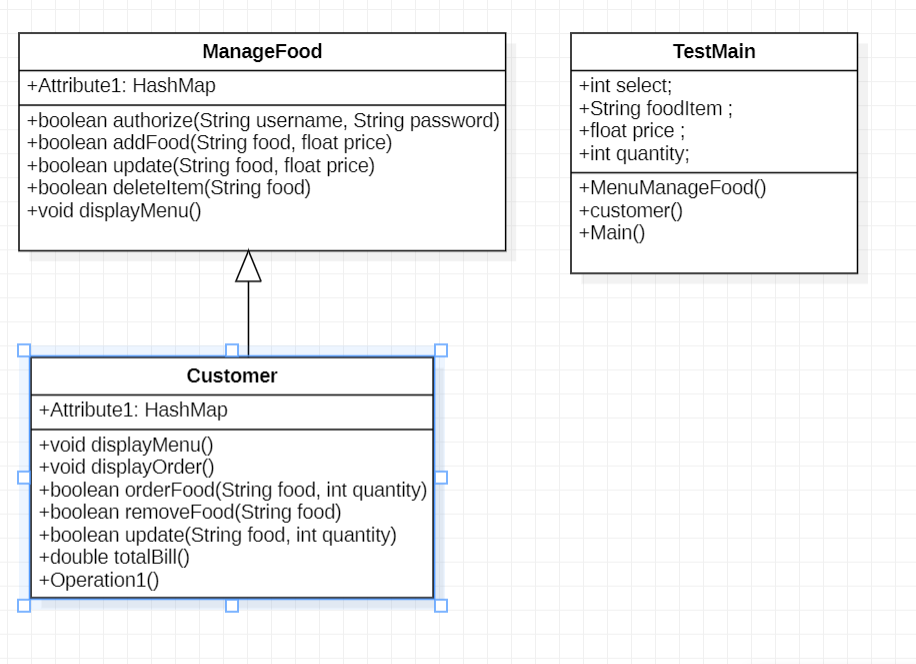 ManageFood
+Attribute1: HashMap
+boolean authorize(String username, String password)
+boolean addFood(String food, float price)
+boolean update(String food, float price)
+boolean deleteItem(String food)
+void displayMenu()
TestMain
+int select;
+String foodItem ;
+float price ;
+int quantity;
+MenuManageFood()
+customer()
+Main()
Customer
+Attribute1: HashMap
+void displayMenu()
+void displayOrder()
+boolean orderFood(String food, int quantity)
+boolean removeFood(String food)
+boolean update(String food, int quantity)
+double totalBill()
+Operation1()